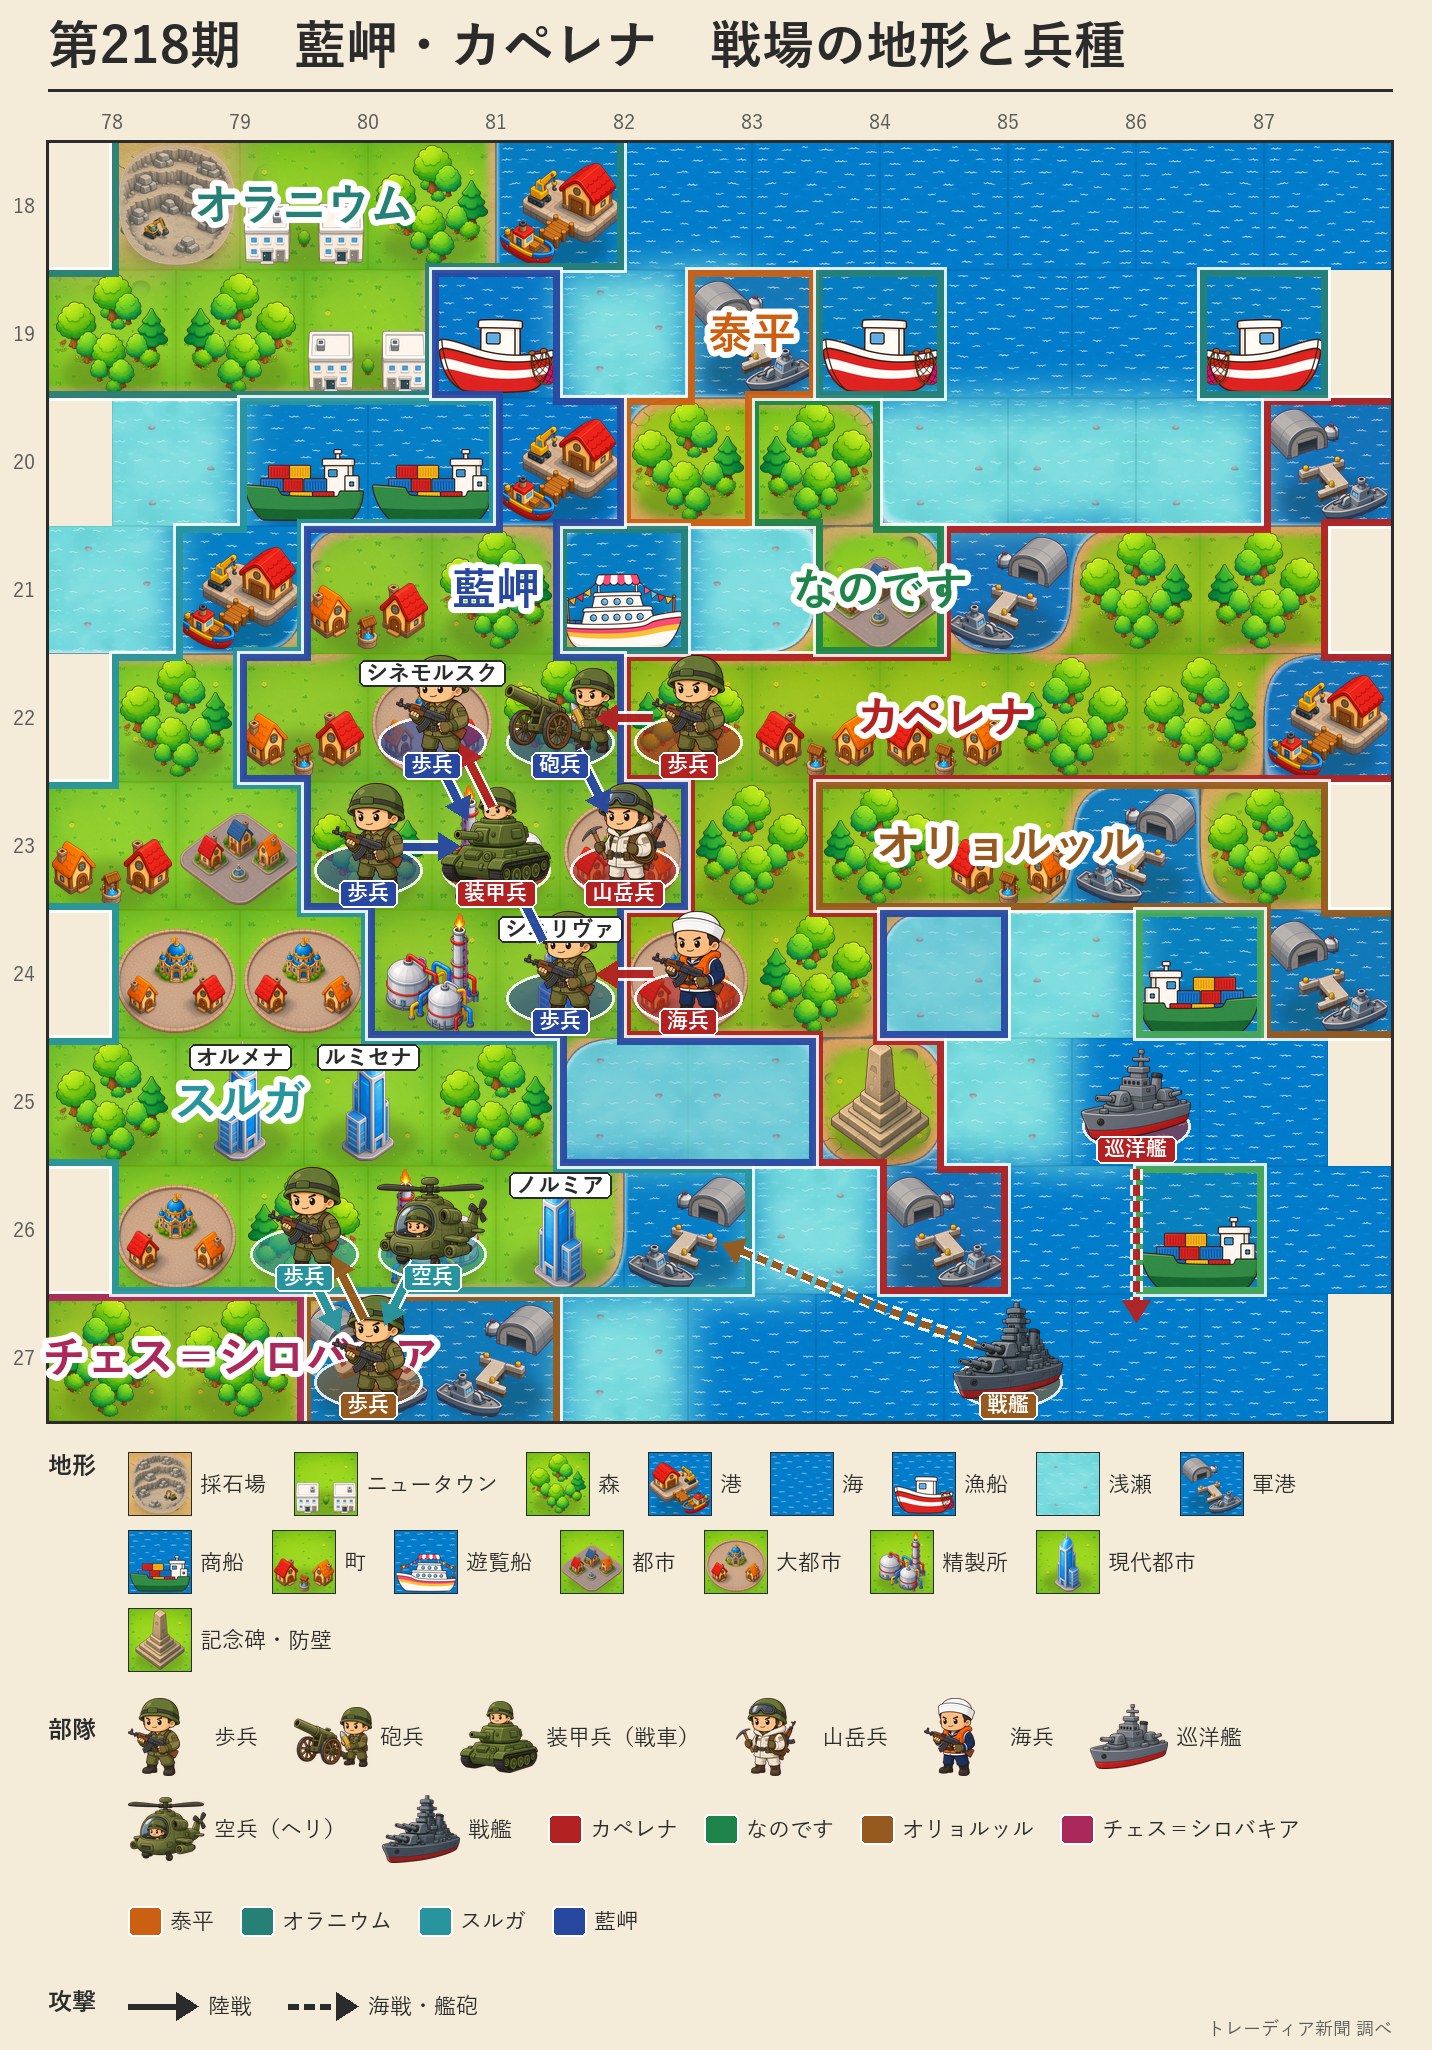 第218期 藍岬・カペレナ 戦場の地形と兵種
78 79 80 81 82 83 84 85 86 87
18
オラニウム
19
泰平
20
21
藍岬
なのです
22
シネモルスク
歩兵
砲兵
歩兵
カペレナ
23
歩兵
装甲兵
山岳兵
オリョルッル
24
歩兵
海兵
25
オルメナ
ルミセナ
スルガ
巡洋艦
26
ノルミア
歩兵
空兵
27
チェス=シロバキア
歩兵
戦艦
地形 採石場 ニュータウン 森 港 海 漁船 浅瀬 軍港
商船 町 遊覧船 都市 大都市 精製所 現代都市
記念碑・防壁
部隊 歩兵 砲兵 装甲兵(戦車) 山岳兵 海兵 巡洋艦
空兵(ヘリ) 戦艦 カペレナ なのです オリョルッル チェス=シロバキア
泰平 オラニウム スルガ 藍岬
攻撃 陸戦 海戦・艦砲
トレーディア新聞 調べ